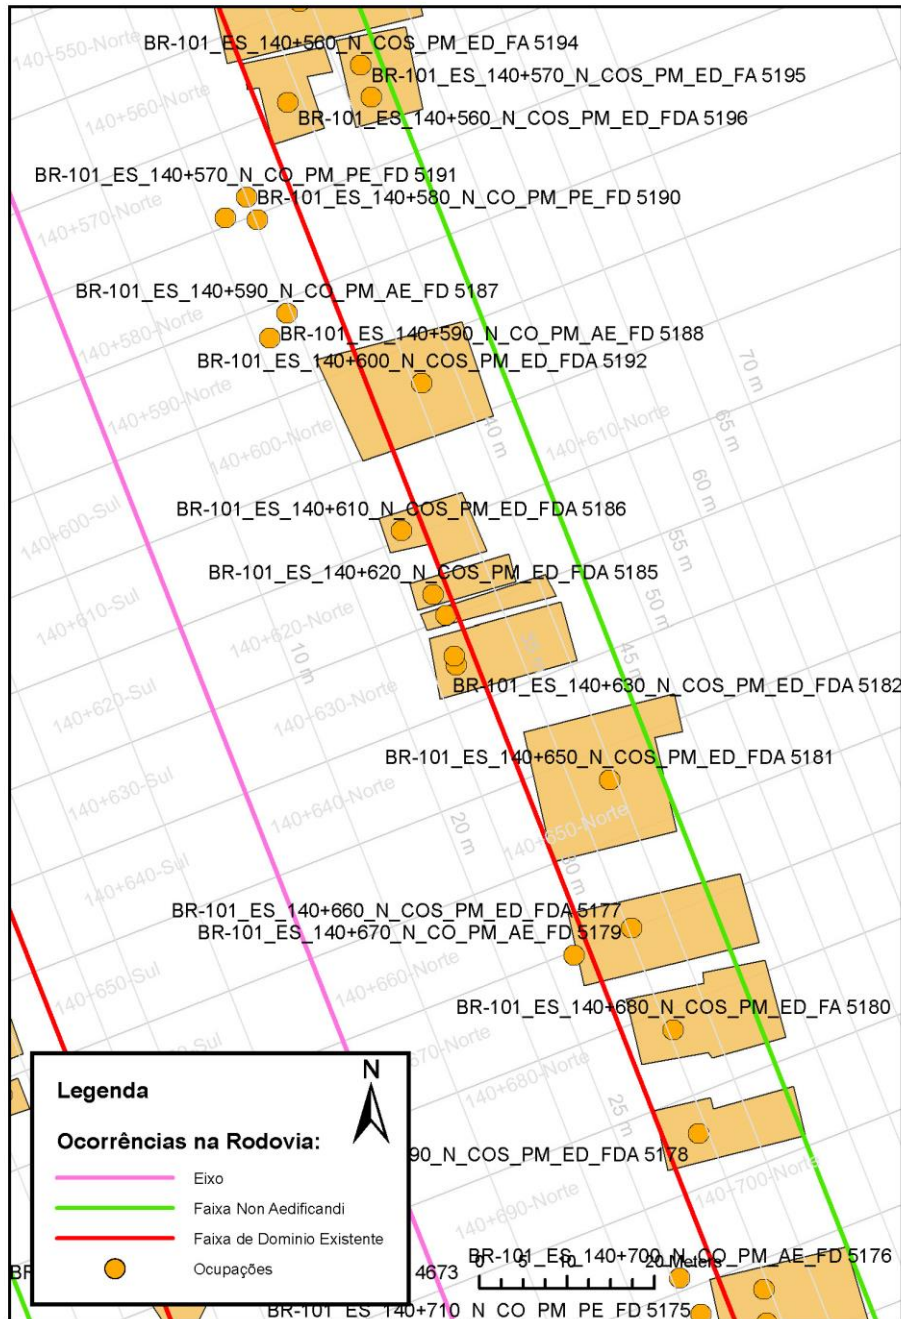 140+550-Norte
BR-101_ES_140+560_N_COS_PM_ED_FA 5194
BR-101_ES_140+570_N_COS_PM_ED_FA 5195
140+560-Norte
BR-101_ES_140+560_N_COS_PM_ED_FDA 5196
BR-101_ES_140+570_N_CO_PM_PE_FD 5191
BR-101_ES_140+580_N_CO_PM_PE_FD 5190
140+570-Norte
BR-101_ES_140+590_N_CO_PM_AE_FD 5187
140+580-Norte
BR-101_ES_140+590_N_CO_PM_AE_FD 5188
BR-101_ES_140+600_N_COS_PM_ED_FDA 5192
70 m
140+590-Norte
65 m
140+600-Norte
40 m
140+610-Norte
60 m
140+600-Sul
BR-101_ES_140+610_N_COS_PM_ED_FDA 5186
55 m
BR-101_ES_140+620_N_COS_PM_ED_FDA 5185
140+610-Sul
140+620-Norte
50 m
10 m
45 m
140+620-Sul
140+630-Norte
BR-101_ES_140+630_N_COS_PM_ED_FDA 5182
BR-101_ES_140+650_N_COS_PM_ED_FDA 5181
140+630-Sul
140+640-Norte
20 m
140+650-Norte
140+640-Sul
30 m
BR-101_ES_140+660_N_COS_PM_ED_FDA 5177
BR-101_ES_140+670_N_CO_PM_AE_FD 5179
140+650-Sul
140+660-Norte
BR-101_ES_140+680_N_COS_PM_ED_FA 5180
-Sul
670-Norte
140+680-Norte
25 m
N
Legenda
Ocorrências na Rodovia:
Eixo
Faixa Non Aedificandi
Faixa de Dominio Existente
Ocupações
90_N_COS_PM_ED_FDA 5178
140+700-Norte
140+690-Norte
BR-101_ES_140+700_N_CO_PM_AE_FD 5176
0 5 10 20 Meters
4673
BR-101_ES_140+710_N_CO_PM_PE_FD 5175